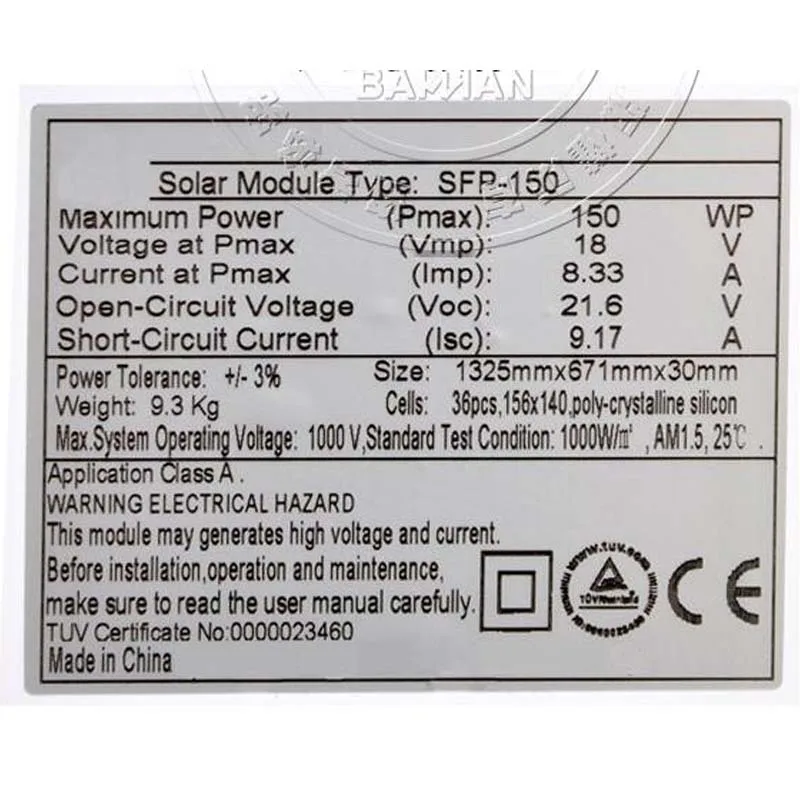 BAMMAN
Solar Module Type: SFP-150
Maximum Power (Pmax): 150 WP
Voltage at Pmax (Vmp): 18 V
Current at Pmax (Imp): 8.33 A
Open-Circuit Voltage (Voc): 21.6 V
Short-Circuit Current (Isc): 9.17 A
Power Tolerance: +/- 3% Size: 1325mmx671mmx30mm
Weight: 9.3 Kg Cells: 36pcs,156x140,poly-crystalline silicon
Max.System Operating Voltage: 1000 V,Standard Test Condition: 1000W/㎡ , AM1.5, 25℃ .
Application Class A .
WARNING ELECTRICAL HAZARD
This module may generates high voltage and current.
Before installation,operation and maintenance,
make sure to read the user manual carefully.
www.tuv.com
CE
TUV Certificate No:0000023460
Made in China